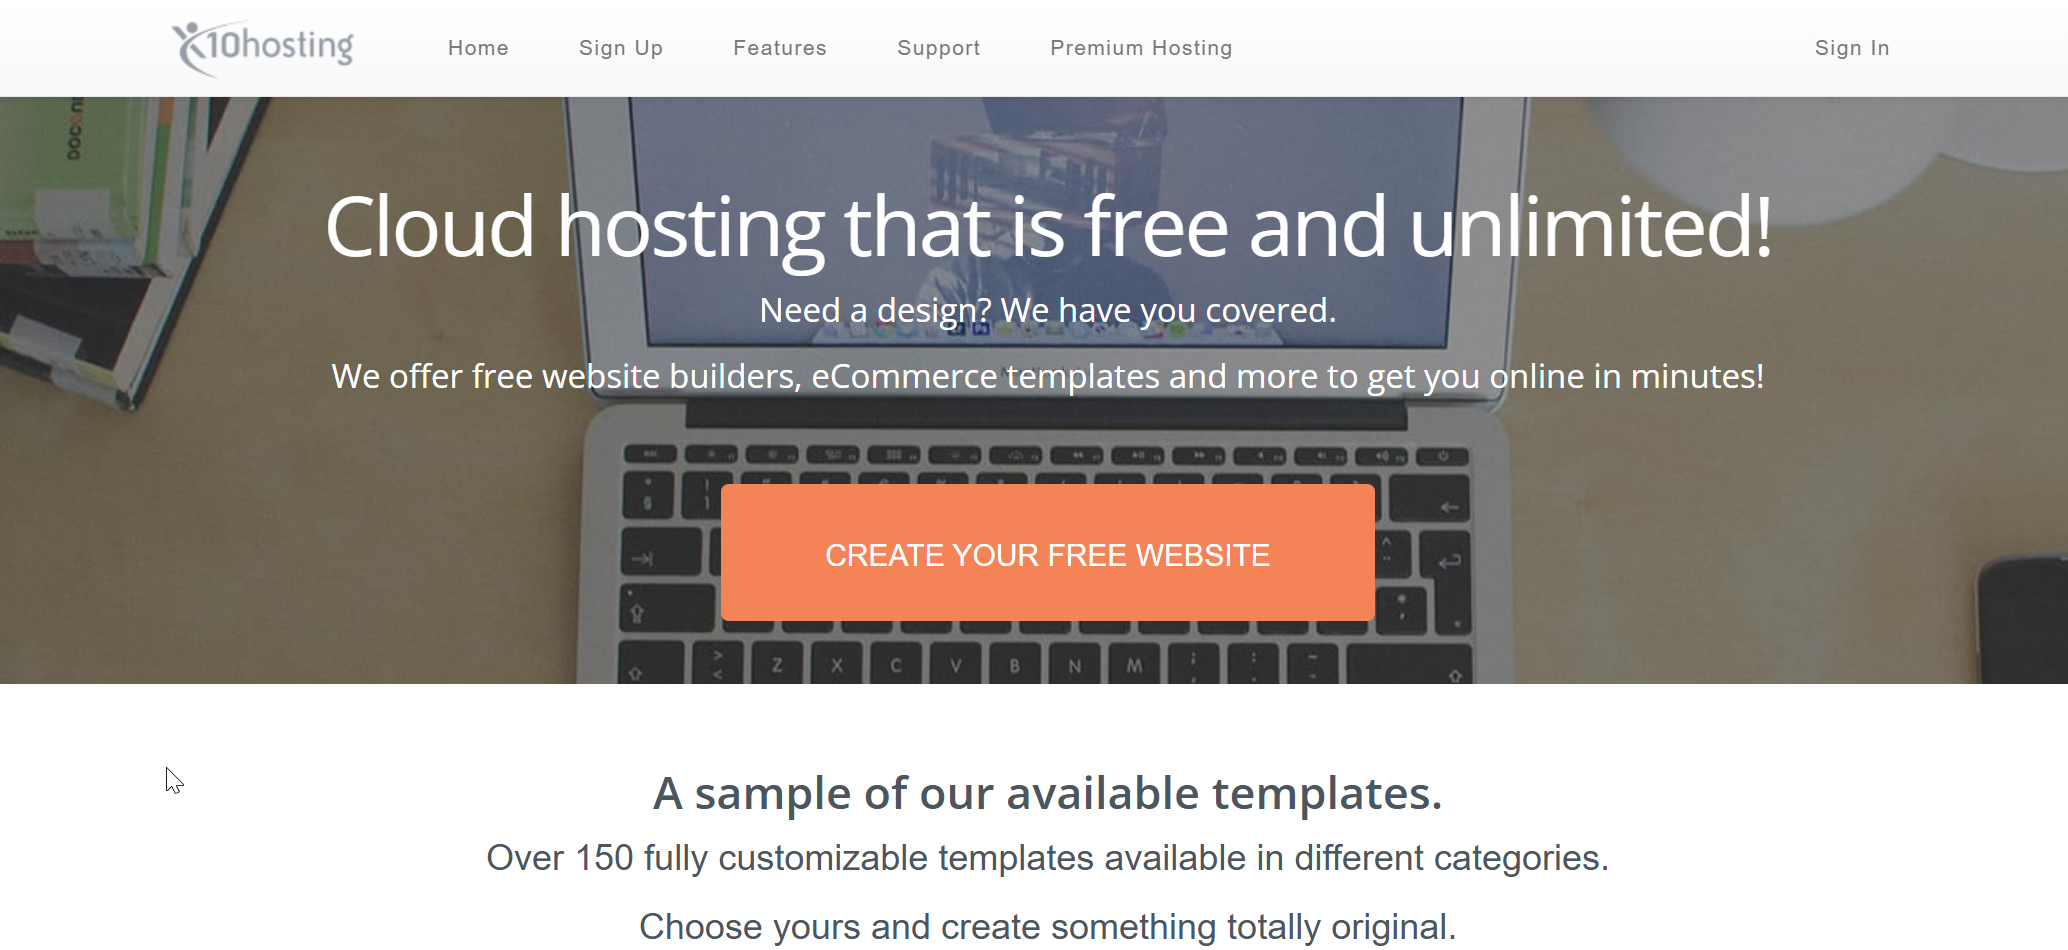 x10hosting
Home Sign Up Features Support Premium Hosting Sign In
Cloud hosting that is free and unlimited!
Need a design? We have you covered.
We offer free website builders, eCommerce templates and more to get you online in minutes!
CREATE YOUR FREE WEBSITE
Z X C V B N M
A sample of our available templates.
Over 150 fully customizable templates available in different categories.
Choose yours and create something totally original.